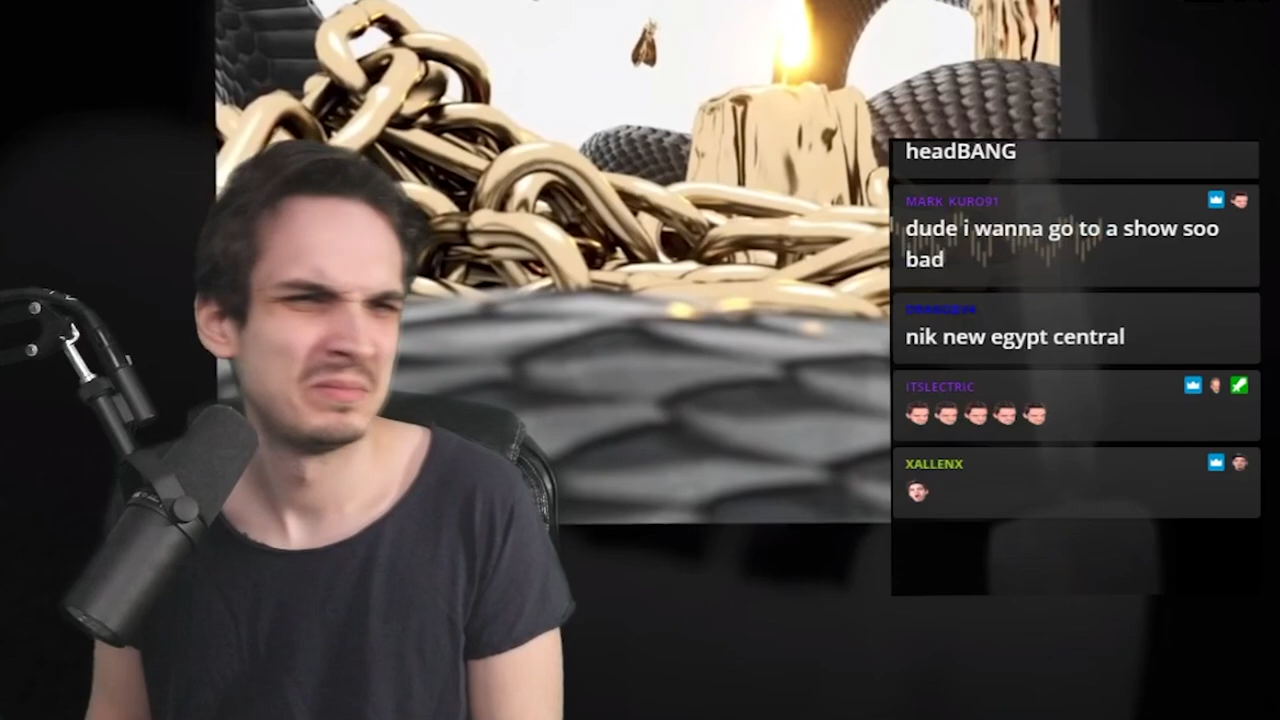 headBANG
MARK KURO91
dude i wanna go to a show soo
bad
nik new egypt central
ITSLECTRIC
XALLENX